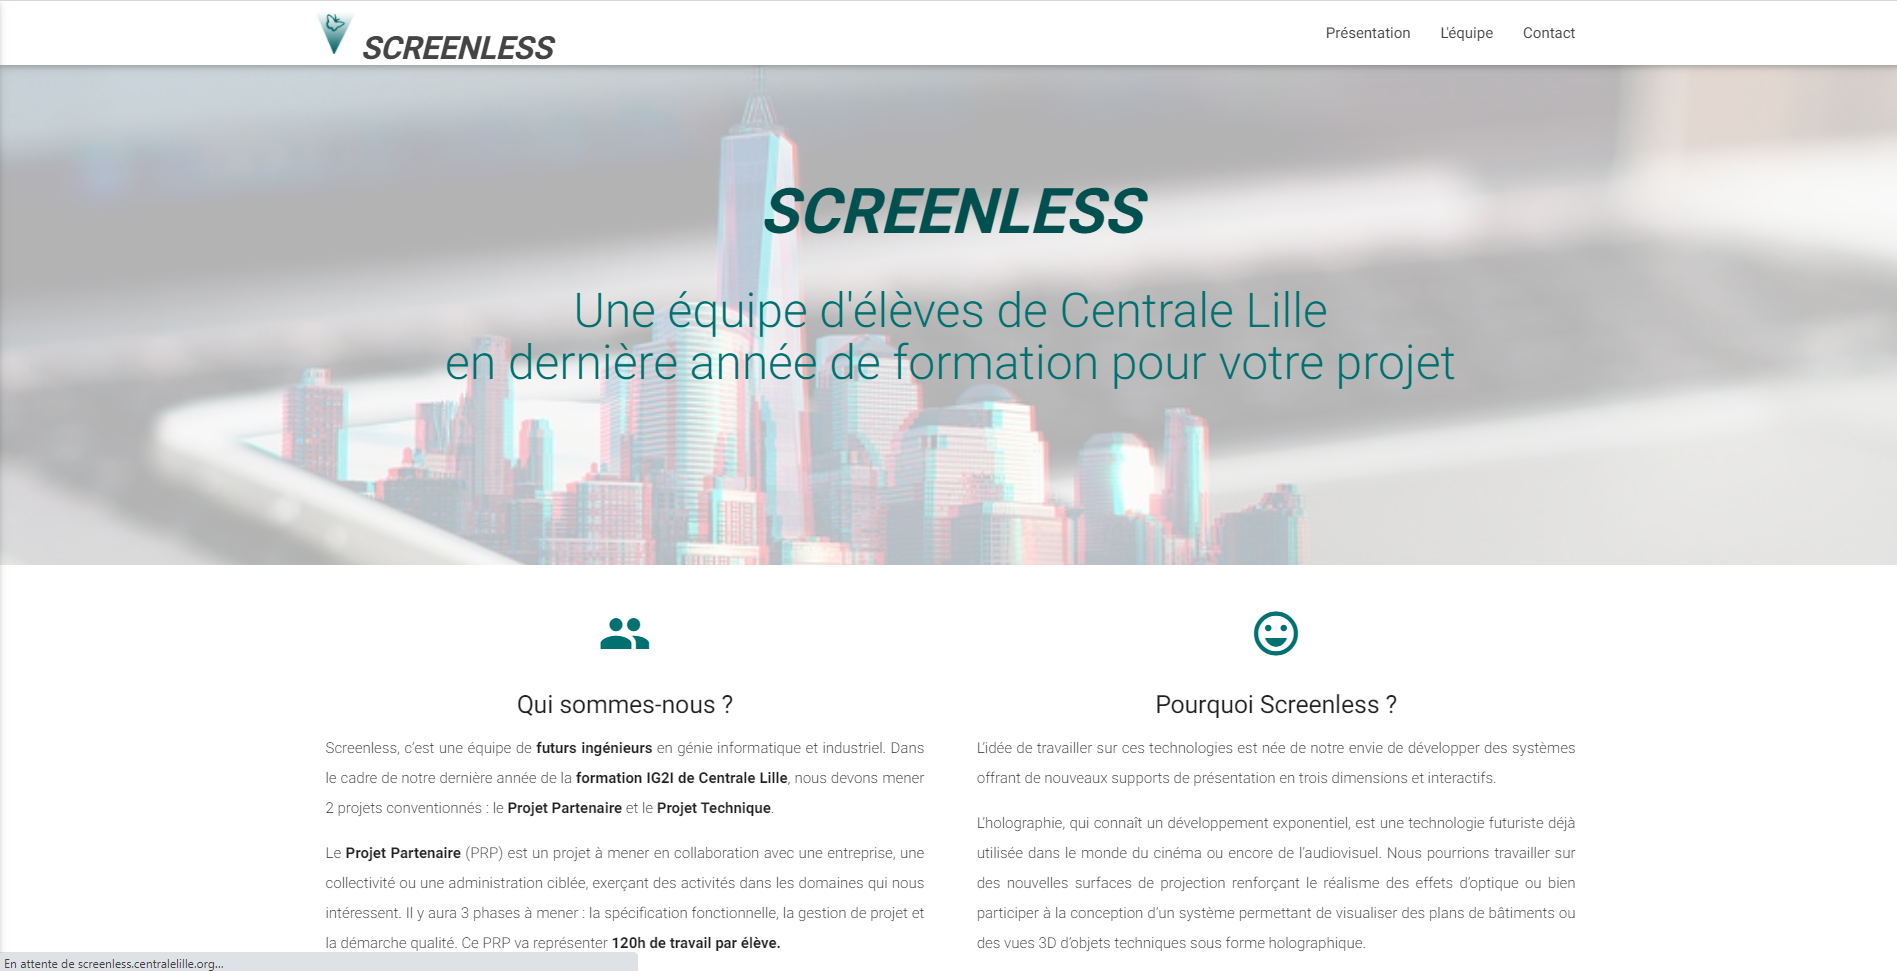 SCREENLESS
Présentation
L'équipe
Contact
SCREENLESS
Une équipe d'élèves de Centrale Lille
en dernière année de formation pour votre projet
Qui sommes-nous ?
Screenless, c’est une équipe de futurs ingénieurs en génie informatique et industriel. Dans
le cadre de notre dernière année de la formation IG2I de Centrale Lille, nous devons mener
2 projets conventionnés : le Projet Partenaire et le Projet Technique.
Le Projet Partenaire (PRP) est un projet à mener en collaboration avec une entreprise, une
collectivité ou une administration ciblée, exerçant des activités dans les domaines qui nous
intéressent. Il y aura 3 phases à mener : la spécification fonctionnelle, la gestion de projet et
la démarche qualité. Ce PRP va représenter 120h de travail par élève.
Pourquoi Screenless ?
L’idée de travailler sur ces technologies est née de notre envie de développer des systèmes
offrant de nouveaux supports de présentation en trois dimensions et interactifs.
L’holographie, qui connaît un développement exponentiel, est une technologie futuriste déjà
utilisée dans le monde du cinéma ou encore de l’audiovisuel. Nous pourrions travailler sur
des nouvelles surfaces de projection renforçant le réalisme des effets d’optique ou bien
participer à la conception d’un système permettant de visualiser des plans de bâtiments ou
des vues 3D d’objets techniques sous forme holographique.
En attente de screenless.centralelille.org...